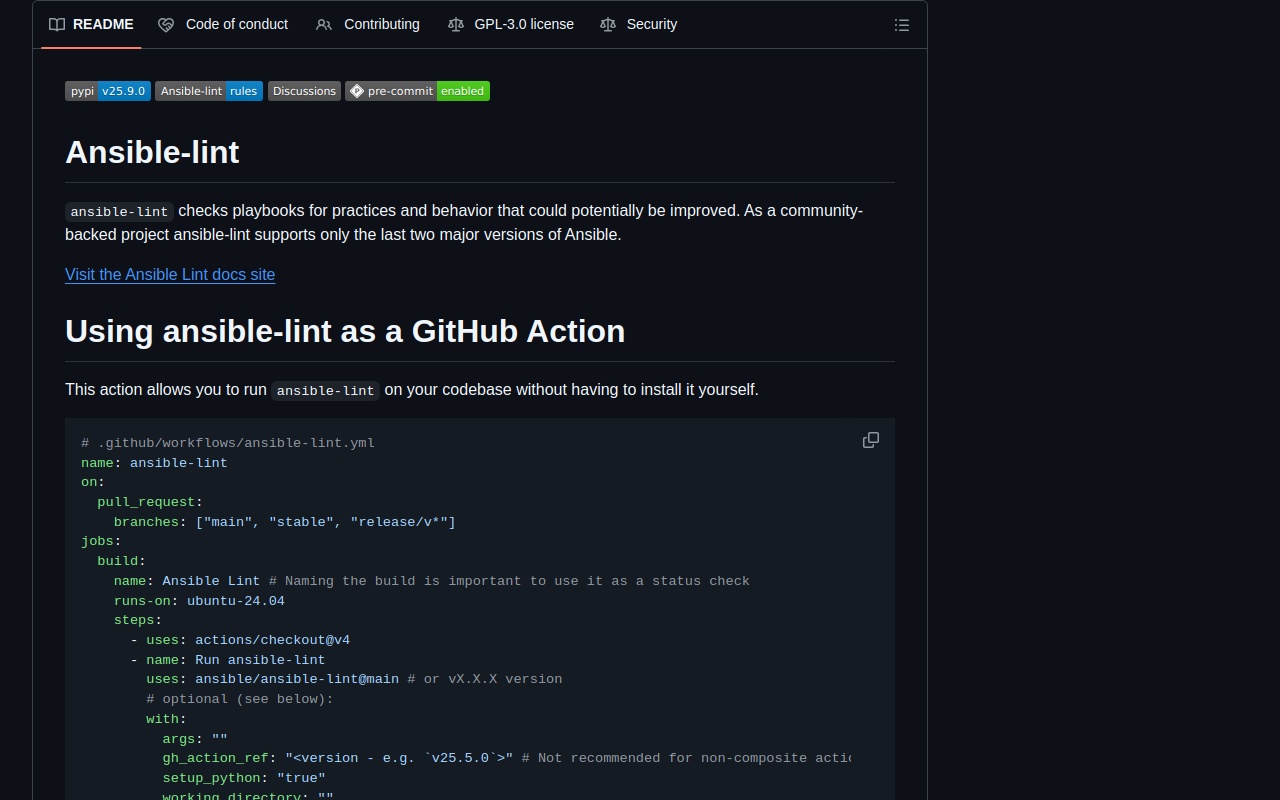 README Code of conduct Contributing GPL-3.0 license Security
pypi v25.9.0 Ansible-lint rules Discussions pre-commit enabled
Ansible-lint
ansible-lint checks playbooks for practices and behavior that could potentially be improved. As a community-
backed project ansible-lint supports only the last two major versions of Ansible.
Visit the Ansible Lint docs site
Using ansible-lint as a GitHub Action
This action allows you to run ansible-lint on your codebase without having to install it yourself.
# .github/workflows/ansible-lint.yml
name: ansible-lint
on:
  pull_request:
    branches: ["main", "stable", "release/v*"]
jobs:
  build:
    name: Ansible Lint # Naming the build is important to use it as a status check
    runs-on: ubuntu-24.04
    steps:
      - uses: actions/checkout@v4
      - name: Run ansible-lint
        uses: ansible/ansible-lint@main # or vX.X.X version
        # optional (see below):
        with:
          args: ""
          gh_action_ref: "<version - e.g. `v25.5.0`>" # Not recommended for non-composite actic
          setup_python: "true"
          working_directory: ""